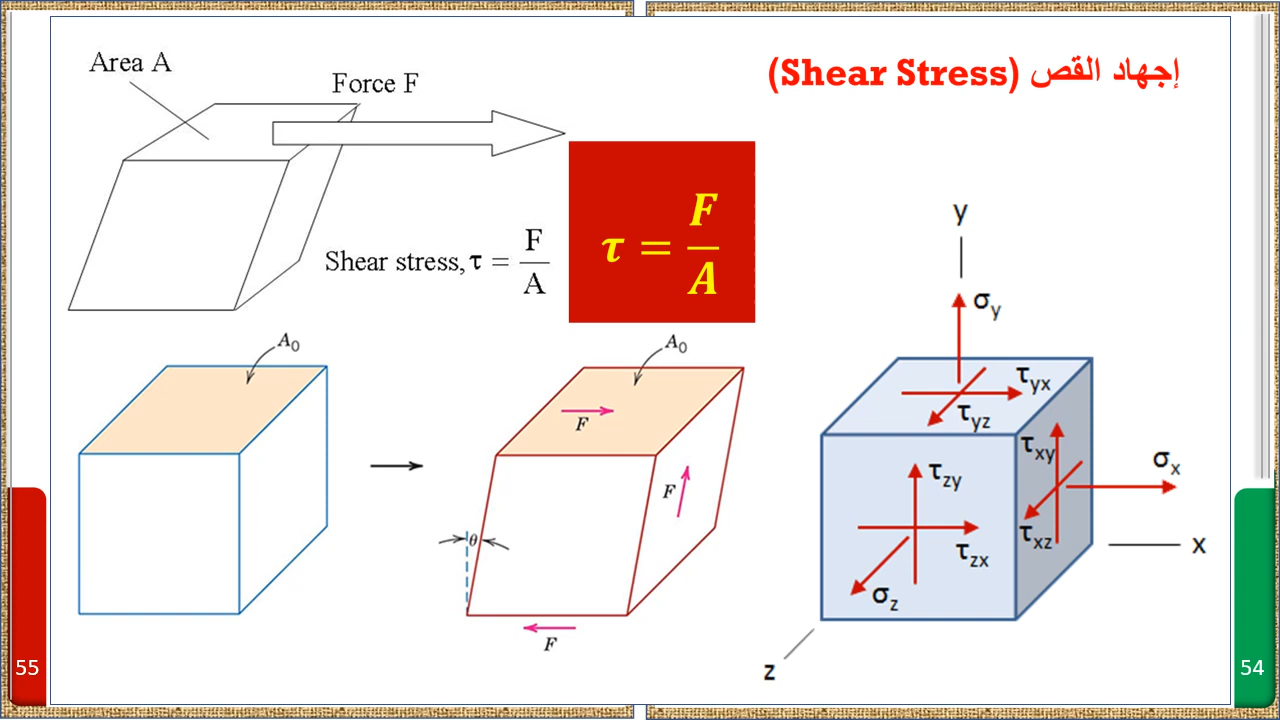 إجهاد القص (Shear Stress)
Area A
Force F
Shear stress, τ = F/A
τ = F/A
A₀
A₀
F
F
θ
F
y
σy
τyx
τyz
τxy
σx
τzy
τxz
τzx
x
σz
z
55
54